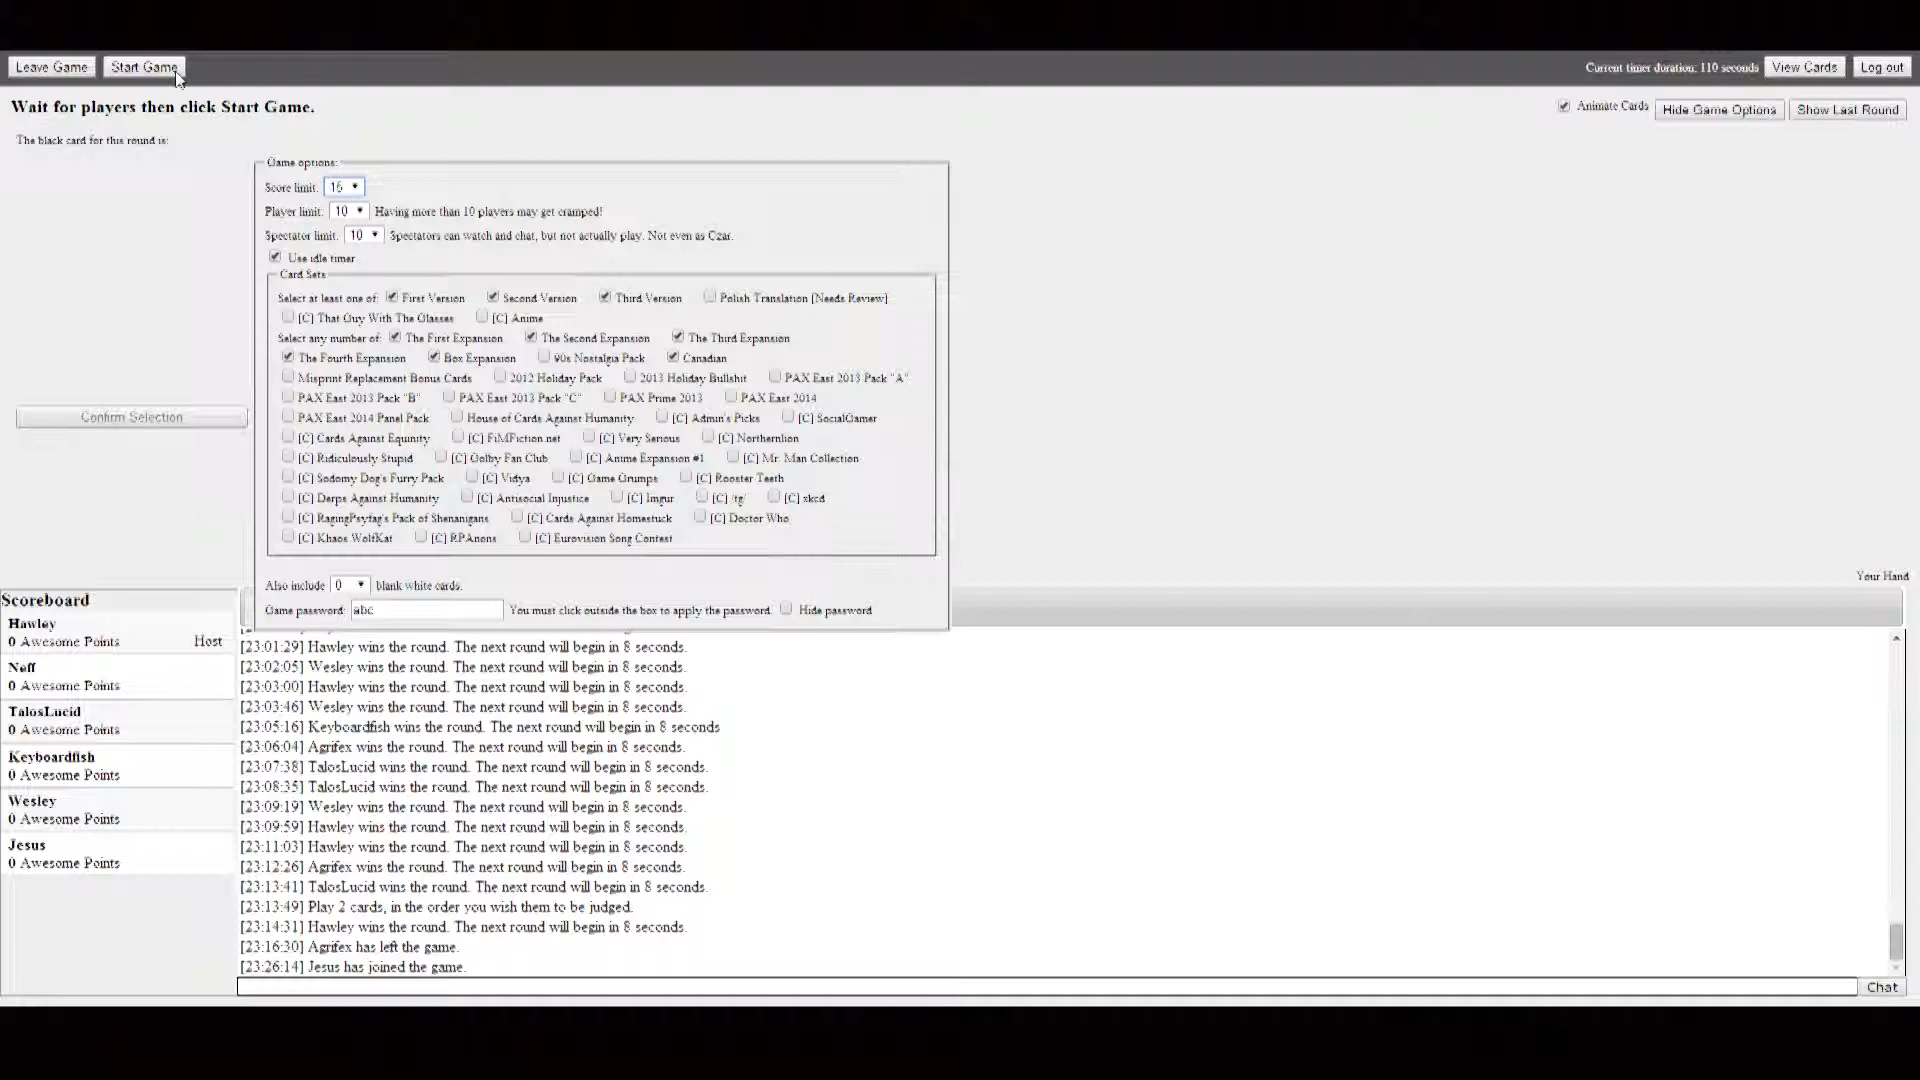 Leave Game Start Game Current timer duration: 110 seconds View Cards Log out
Wait for players then click Start Game. Animate Cards Hide Game Options Show Last Round
The black card for this round is:
Game options:
Score limit: 15
Player limit: 10 Having more than 10 players may get cramped!
Spectator limit: 10 Spectators can watch and chat, but not actually play. Not even as Czar.
Use idle timer
Card Sets
Select at least one of: First Version Second Version Third Version Polish Translation [Needs Review]
[C] That Guy With The Glasses [C] Anime
Select any number of: The First Expansion The Second Expansion The Third Expansion
The Fourth Expansion Box Expansion 90s Nostalgia Pack Canadian
Misprint Replacement Bonus Cards 2012 Holiday Pack 2013 Holiday Bullshit PAX East 2013 Pack "A"
PAX East 2013 Pack "B" PAX East 2013 Pack "C" PAX Prime 2013 PAX East 2014
PAX East 2014 Panel Pack House of Cards Against Humanity [C] Admin's Picks [C] SocialGamer
Confirm Selection
[C] Cards Against Equinity [C] FiMFiction.net [C] Very Serious [C] Northernlion
[C] Ridiculously Stupid [C] Golby Fan Club [C] Anime Expansion #1 [C] Mr. Man Collection
[C] Sodomy Dog's Furry Pack [C] Vidya [C] Game Grumps [C] Rooster Teeth
[C] Derps Against Humanity [C] Antisocial Injustice [C] Imgur [C] /tg/ [C] xkcd
[C] RagingPsyfag's Pack of Shenanigans [C] Cards Against Homestuck [C] Doctor Who
[C] Khaos WolfKat [C] RPAnons [C] Eurovision Song Contest
Also include 0 blank white cards.
Game password: abc You must click outside the box to apply the password. Hide password
Your Hand
Scoreboard
Hawley
0 Awesome Points Host
Neff
0 Awesome Points
TalosLucid
0 Awesome Points
Keyboardfish
0 Awesome Points
Wesley
0 Awesome Points
Jesus
0 Awesome Points
[23:01:29] Hawley wins the round. The next round will begin in 8 seconds.
[23:02:05] Wesley wins the round. The next round will begin in 8 seconds.
[23:03:00] Hawley wins the round. The next round will begin in 8 seconds.
[23:03:46] Wesley wins the round. The next round will begin in 8 seconds.
[23:05:16] Keyboardfish wins the round. The next round will begin in 8 seconds
[23:06:04] Agrifex wins the round. The next round will begin in 8 seconds.
[23:07:38] TalosLucid wins the round. The next round will begin in 8 seconds.
[23:08:35] TalosLucid wins the round. The next round will begin in 8 seconds.
[23:09:19] Wesley wins the round. The next round will begin in 8 seconds.
[23:09:59] Hawley wins the round. The next round will begin in 8 seconds.
[23:11:03] Hawley wins the round. The next round will begin in 8 seconds.
[23:12:26] Agrifex wins the round. The next round will begin in 8 seconds.
[23:13:41] TalosLucid wins the round. The next round will begin in 8 seconds.
[23:13:49] Play 2 cards, in the order you wish them to be judged.
[23:14:31] Hawley wins the round. The next round will begin in 8 seconds.
[23:16:30] Agrifex has left the game.
[23:26:14] Jesus has joined the game.
Chat